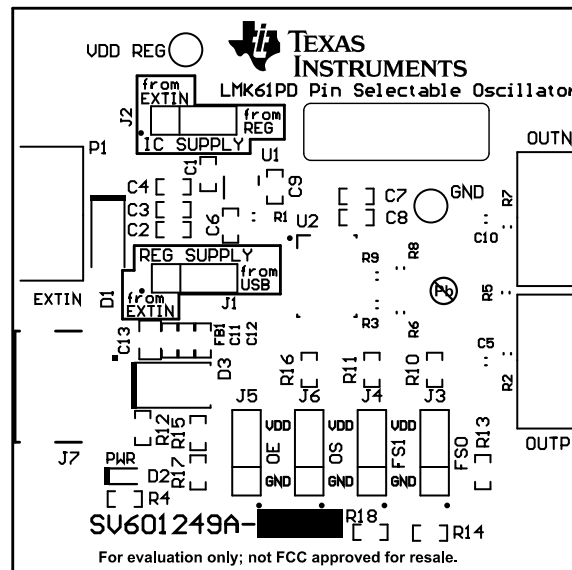 TEXAS
INSTRUMENTS
VDD REG
LMK61PD Pin Selectable Oscillator
from
EXTIN
from
REG
J2
IC SUPPLY
P1
OUTN
C1
U1
C9
C4
C3
C2
C6
R1
U2
C7
C8
GND
R7
C10
REG SUPPLY
from
USB
from
EXTIN
J1
R9
R8
Pb
R5
EXTIN
D1
R3
R6
C13
FB1
C11
C12
C5
R2
D3
R16
R11
R10
J5
J6
J4
J3
OUTP
R12
R15
VDD
OE
VDD
OS
VDD
FS1
VDD
FS0
R13
J7
PWR
D2
R17
GND
GND
GND
GND
R4
SV601249A-
R18
R14
For evaluation only; not FCC approved for resale.